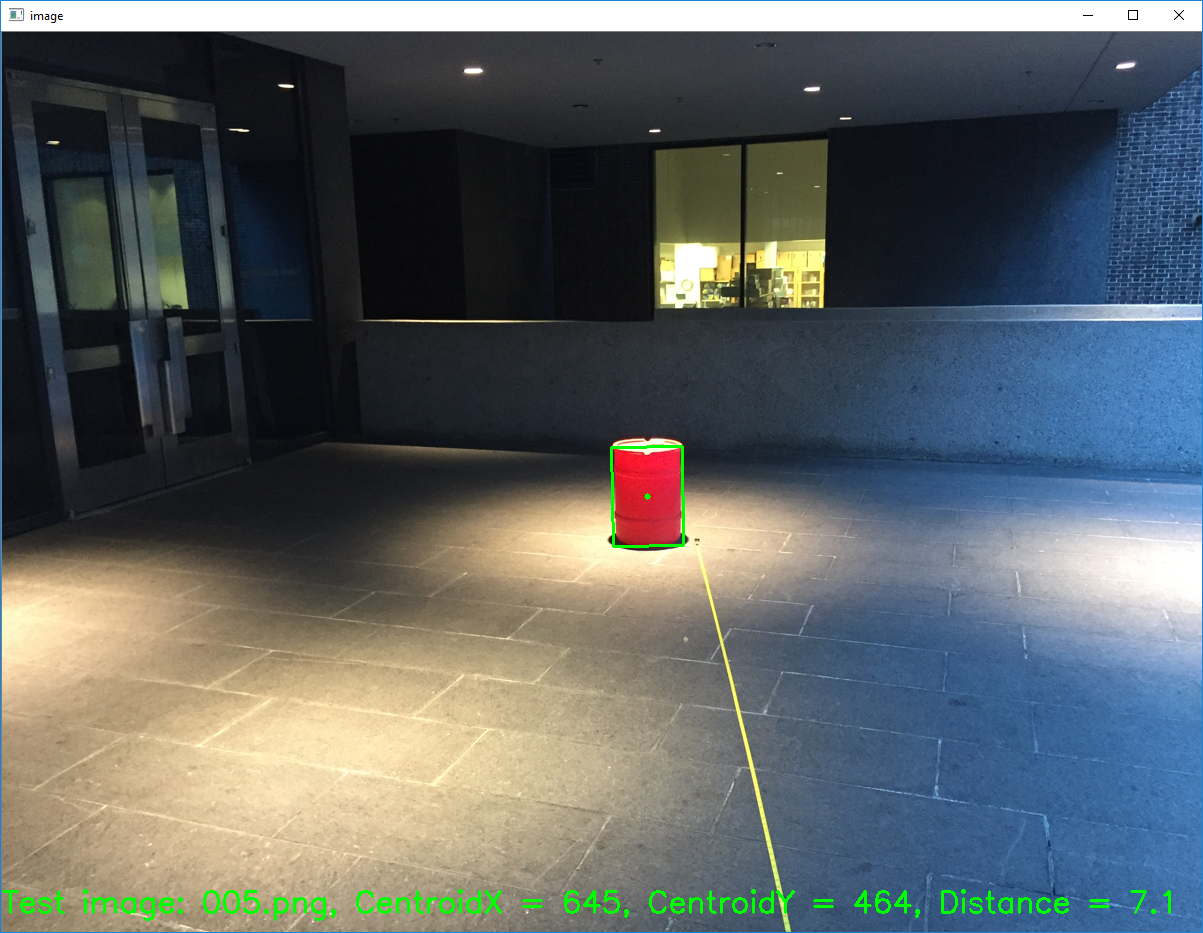 image
Test image: 005.png, CentroidX = 645, CentroidY = 464, Distance = 7.1